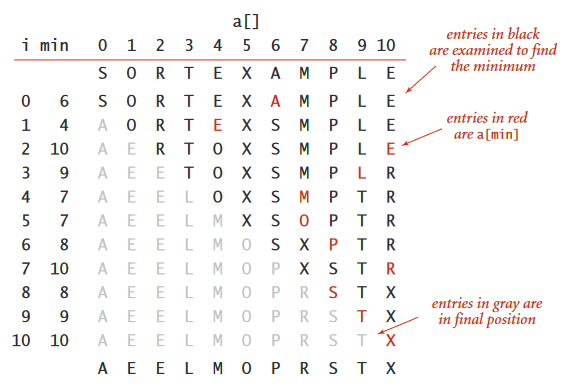 a[]
i min 0 1 2 3 4 5 6 7 8 9 10
S O R T E X A M P L E
0 6 S O R T E X A M P L E
1 4 A O R T E X S M P L E
2 10 A E R T O X S M P L E
3 9 A E E T O X S M P L R
4 7 A E E L O X S M P T R
5 7 A E E L M X S O P T R
6 8 A E E L M O S X P T R
7 10 A E E L M O P X S T R
8 8 A E E L M O P R S T X
9 9 A E E L M O P R S T X
10 10 A E E L M O P R S T X
A E E L M O P R S T X
entries in black
are examined to find
the minimum
entries in red
are a[min]
entries in gray are
in final position